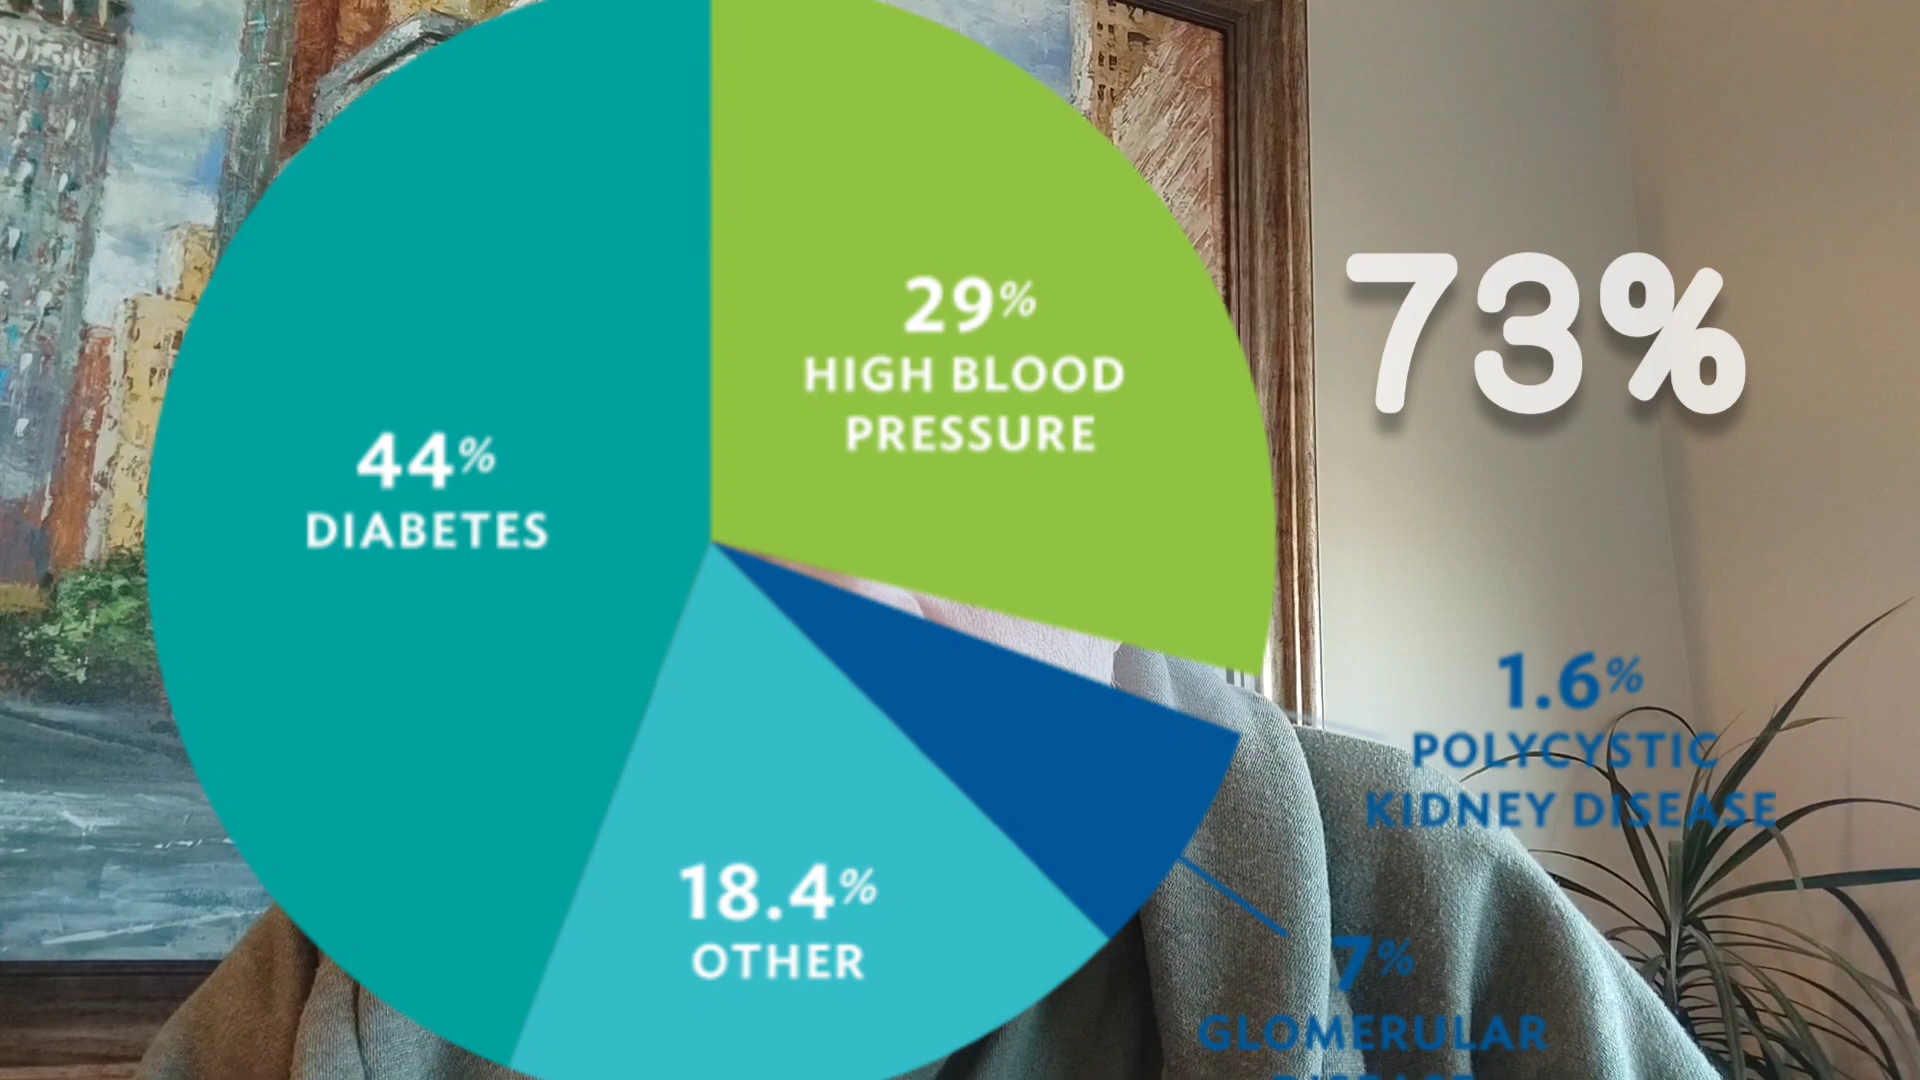 29%
HIGH BLOOD
PRESSURE
73%
44%
DIABETES
1.6%
POLYCYSTIC
KIDNEY DISEASE
18.4%
OTHER
7%
GLOMERULAR